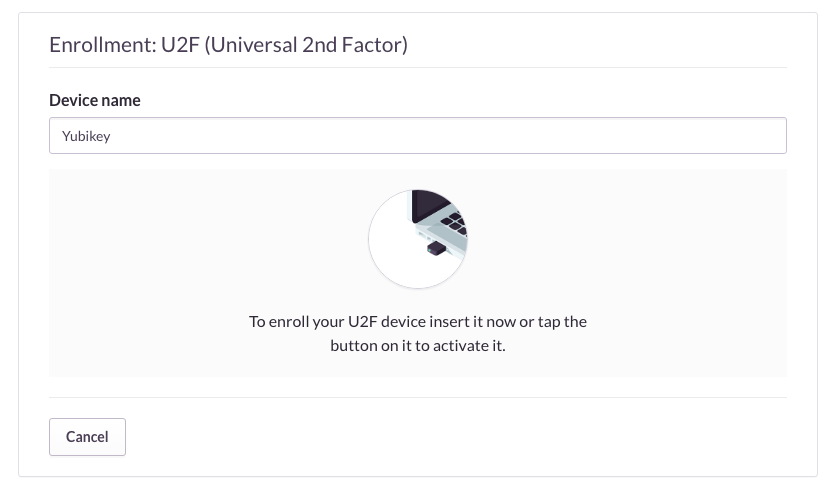 Enrollment: U2F (Universal 2nd Factor)
Device name
Yubikey
To enroll your U2F device insert it now or tap the
button on it to activate it.
Cancel